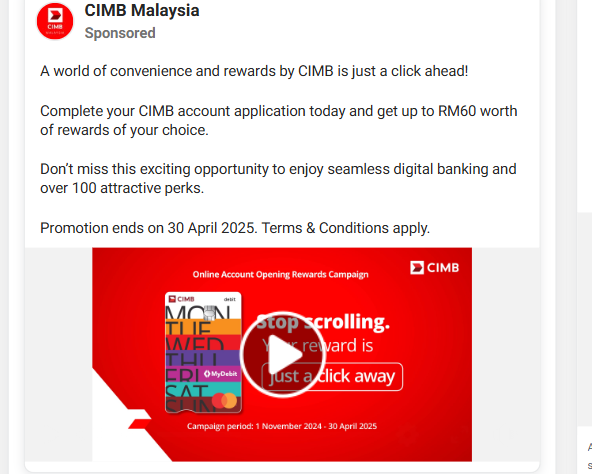 CIMB
MALAYSIA
CIMB Malaysia
Sponsored
A world of convenience and rewards by CIMB is just a click ahead!
Complete your CIMB account application today and get up to RM60 worth
of rewards of your choice.
Don't miss this exciting opportunity to enjoy seamless digital banking and
over 100 attractive perks.
Promotion ends on 30 April 2025. Terms & Conditions apply.
CIMB
Online Account Opening Rewards Campaign
CIMB debit
MON
TUE
WED
THU
FRI
SAT
SUN
MyDebit
Stop scrolling.
Your reward is
just a click away
Campaign period: 1 November 2024 - 30 April 2025
A
s